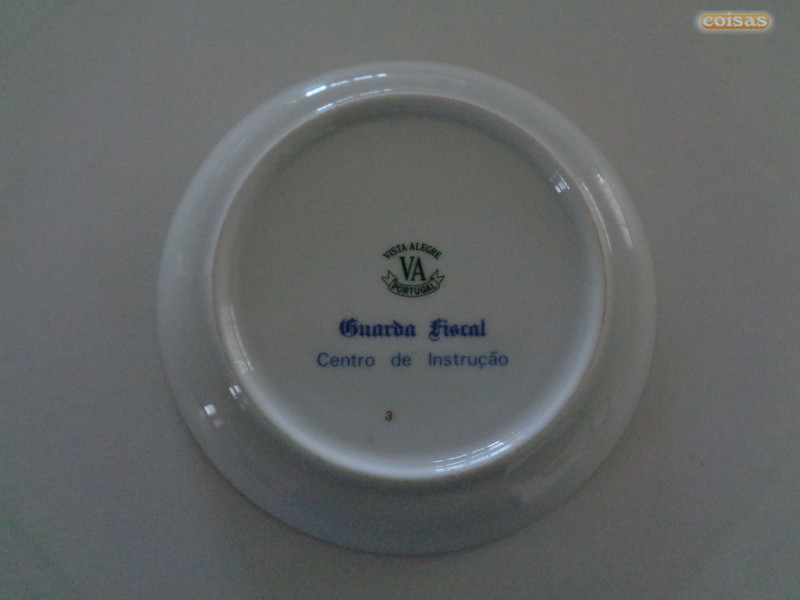 coisas
VISTA ALEGRE
VA
PORTUGAL
Guarda Fiscal
Centro de Instrução
3